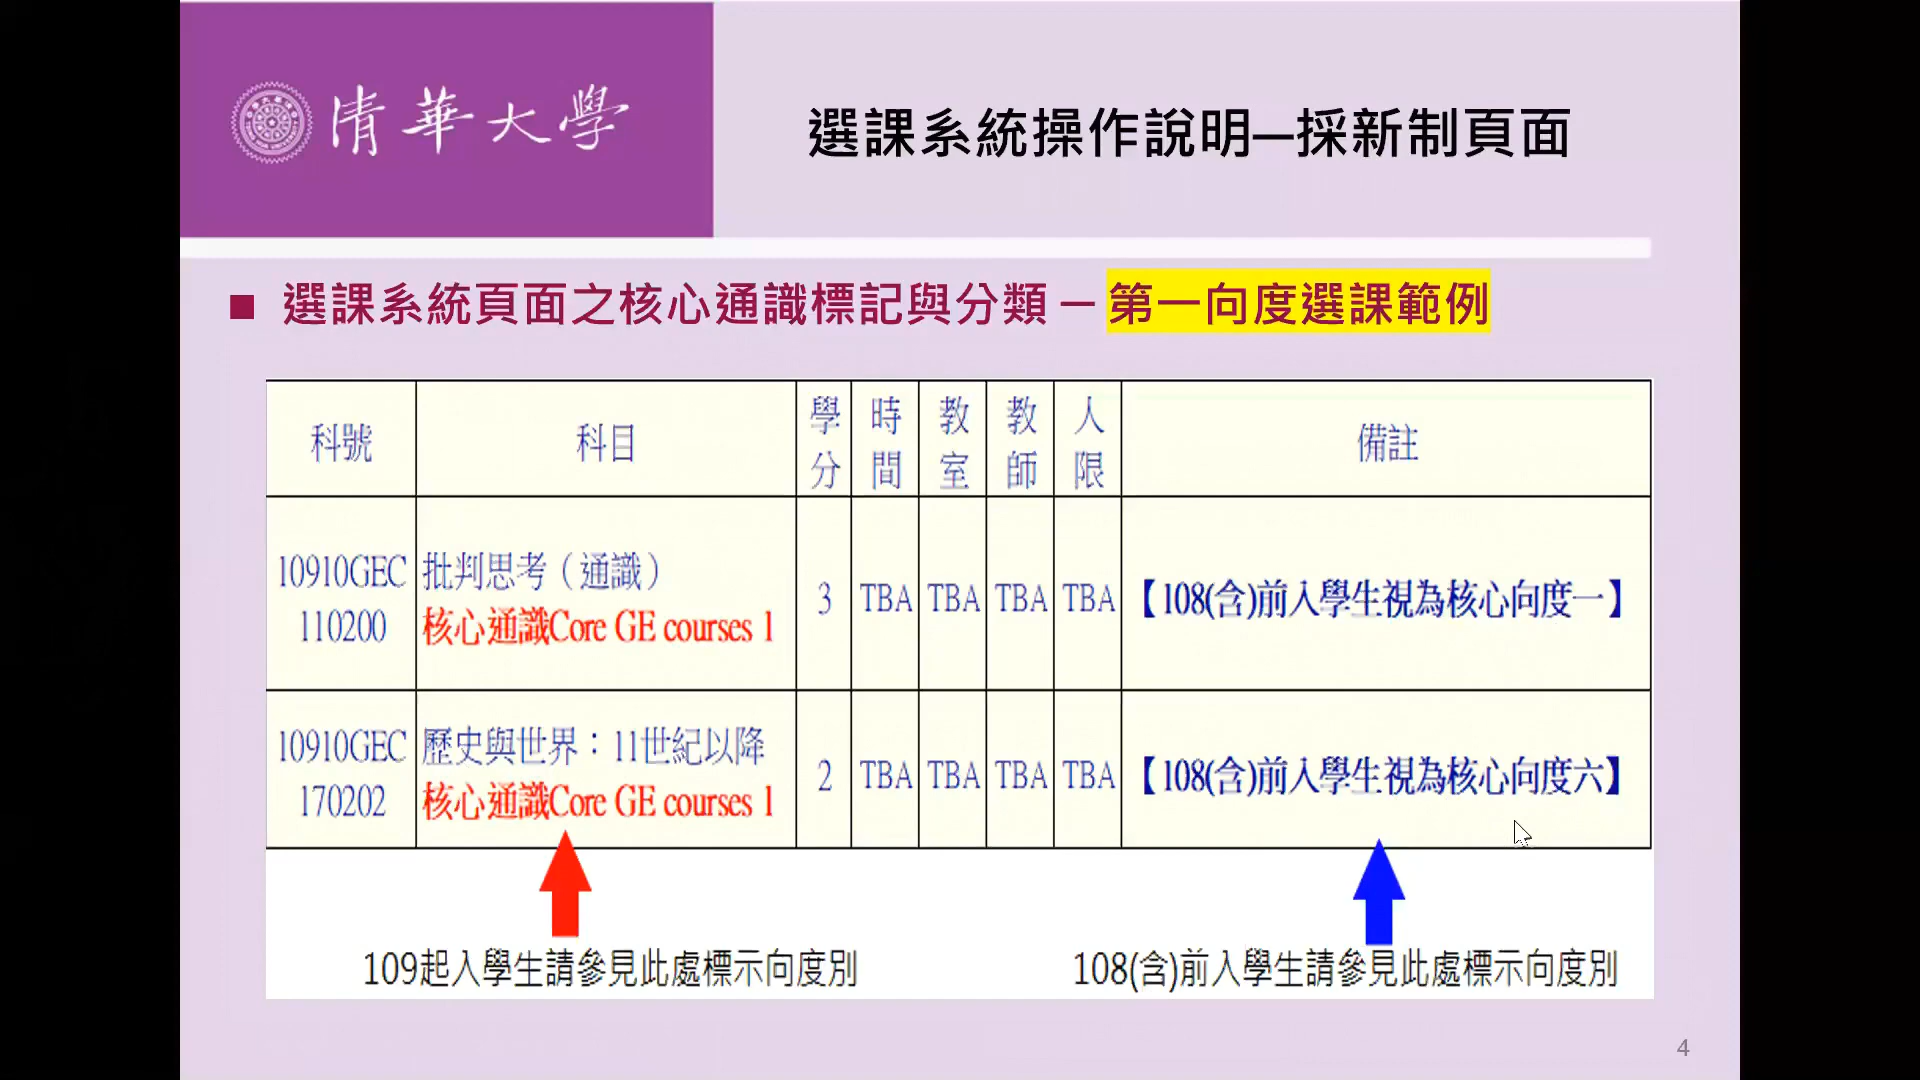 清華大學
選課系統操作說明—採新制頁面
選課系統頁面之核心通識標記與分類 － 第一向度選課範例
科號 科目 學分 時間 教室 教師 人限 備註
10910GEC110200 批判思考（通識） 核心通識Core GE courses 1 3 TBA TBA TBA TBA 【108(含)前入學生視為核心向度一】
10910GEC170202 歷史與世界：11世紀以降 核心通識Core GE courses 1 2 TBA TBA TBA TBA 【108(含)前入學生視為核心向度六】
109起入學生請參見此處標示向度別
108(含)前入學生請參見此處標示向度別
4